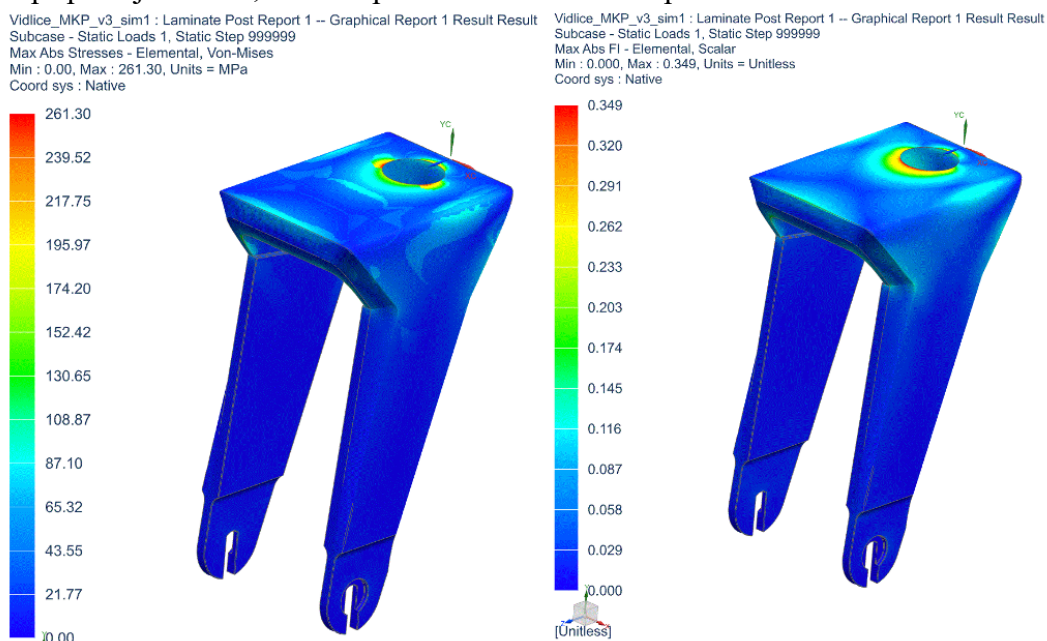 Vidlice_MKP_v3_sim1 : Laminate Post Report 1 -- Graphical Report 1 Result Result
Subcase - Static Loads 1, Static Step 999999
Max Abs Stresses - Elemental, Von-Mises
Min : 0.00, Max : 261.30, Units = MPa
Coord sys : Native
261.30
239.52
217.75
195.97
174.20
152.42
130.65
108.87
87.10
65.32
43.55
21.77
0.00
YC
Vidlice_MKP_v3_sim1 : Laminate Post Report 1 -- Graphical Report 1 Result Result
Subcase - Static Loads 1, Static Step 999999
Max Abs FI - Elemental, Scalar
Min : 0.000, Max : 0.349, Units = Unitless
Coord sys : Native
0.349
0.320
0.291
0.262
0.233
0.203
0.174
0.145
0.116
0.087
0.058
0.029
0.000
[Unitless]
YC